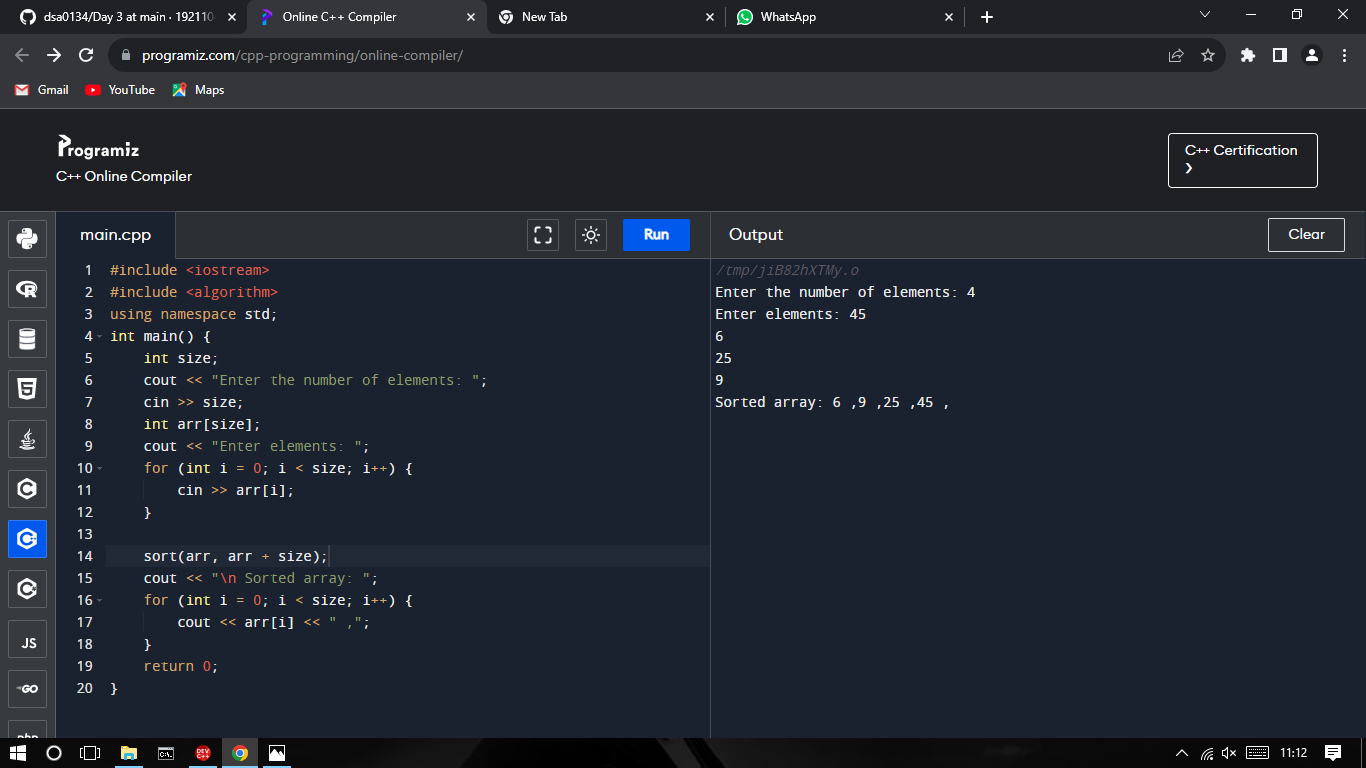 dsa0134/Day 3 at main · 192110
Online C++ Compiler
New Tab
WhatsApp
programiz.com/cpp-programming/online-compiler/
Gmail
YouTube
Maps
Programiz
C++ Online Compiler
C++ Certification
main.cpp
Run
Output
Clear
1 #include <iostream>
2 #include <algorithm>
3 using namespace std;
4 int main() {
5 int size;
6 cout << "Enter the number of elements: ";
7 cin >> size;
8 int arr[size];
9 cout << "Enter elements: ";
10 for (int i = 0; i < size; i++) {
11 cin >> arr[i];
12 }
13
14 sort(arr, arr + size);
15 cout << "\n Sorted array: ";
16 for (int i = 0; i < size; i++) {
17 cout << arr[i] << " ,";
18 }
19 return 0;
20 }
/tmp/jiB82hXTMy.o
Enter the number of elements: 4
Enter elements: 45
6
25
9
Sorted array: 6 ,9 ,25 ,45 ,
JS
GO
php
DEV
C++
11:12